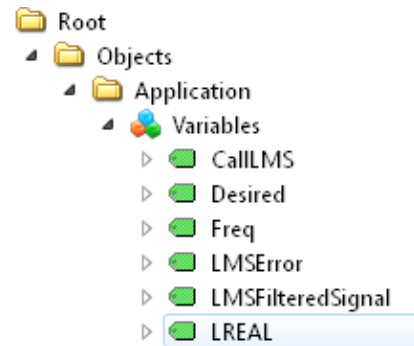 Root
Objects
Application
Variables
CallLMS
Desired
Freq
LMSError
LMSFilteredSignal
LREAL